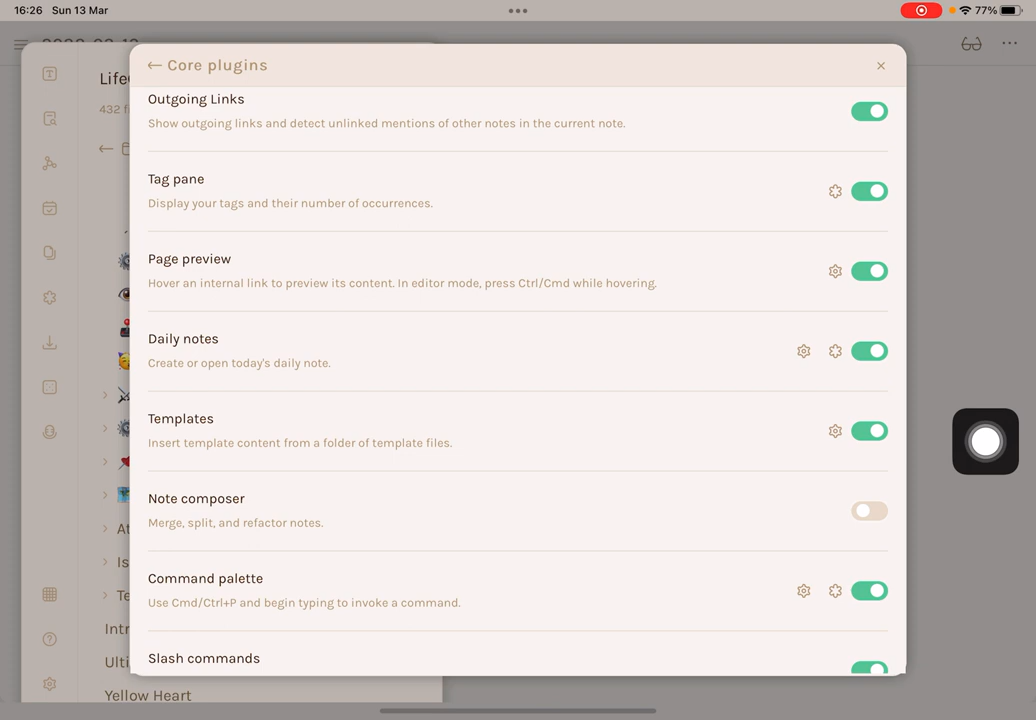 16:26 Sun 13 Mar
77%
Life
432 f
← Core plugins
Outgoing Links
Show outgoing links and detect unlinked mentions of other notes in the current note.
Tag pane
Display your tags and their number of occurrences.
Page preview
Hover an internal link to preview its content. In editor mode, press Ctrl/Cmd while hovering.
Daily notes
Create or open today's daily note.
Templates
Insert template content from a folder of template files.
Note composer
Merge, split, and refactor notes.
Command palette
Use Cmd/Ctrl+P and begin typing to invoke a command.
Slash commands
At
Is
Te
Intr
Ulti
Yellow Heart